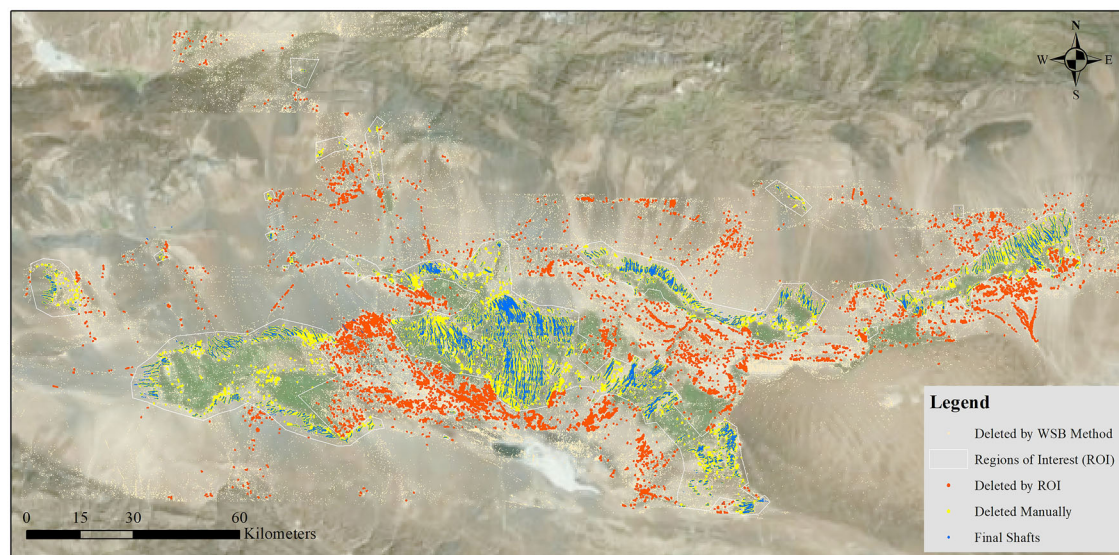 N
W E
S
Legend
Deleted by WSB Method
Regions of Interest (ROI)
Deleted by ROI
Deleted Manually
Final Shafts
0 15 30 60
Kilometers